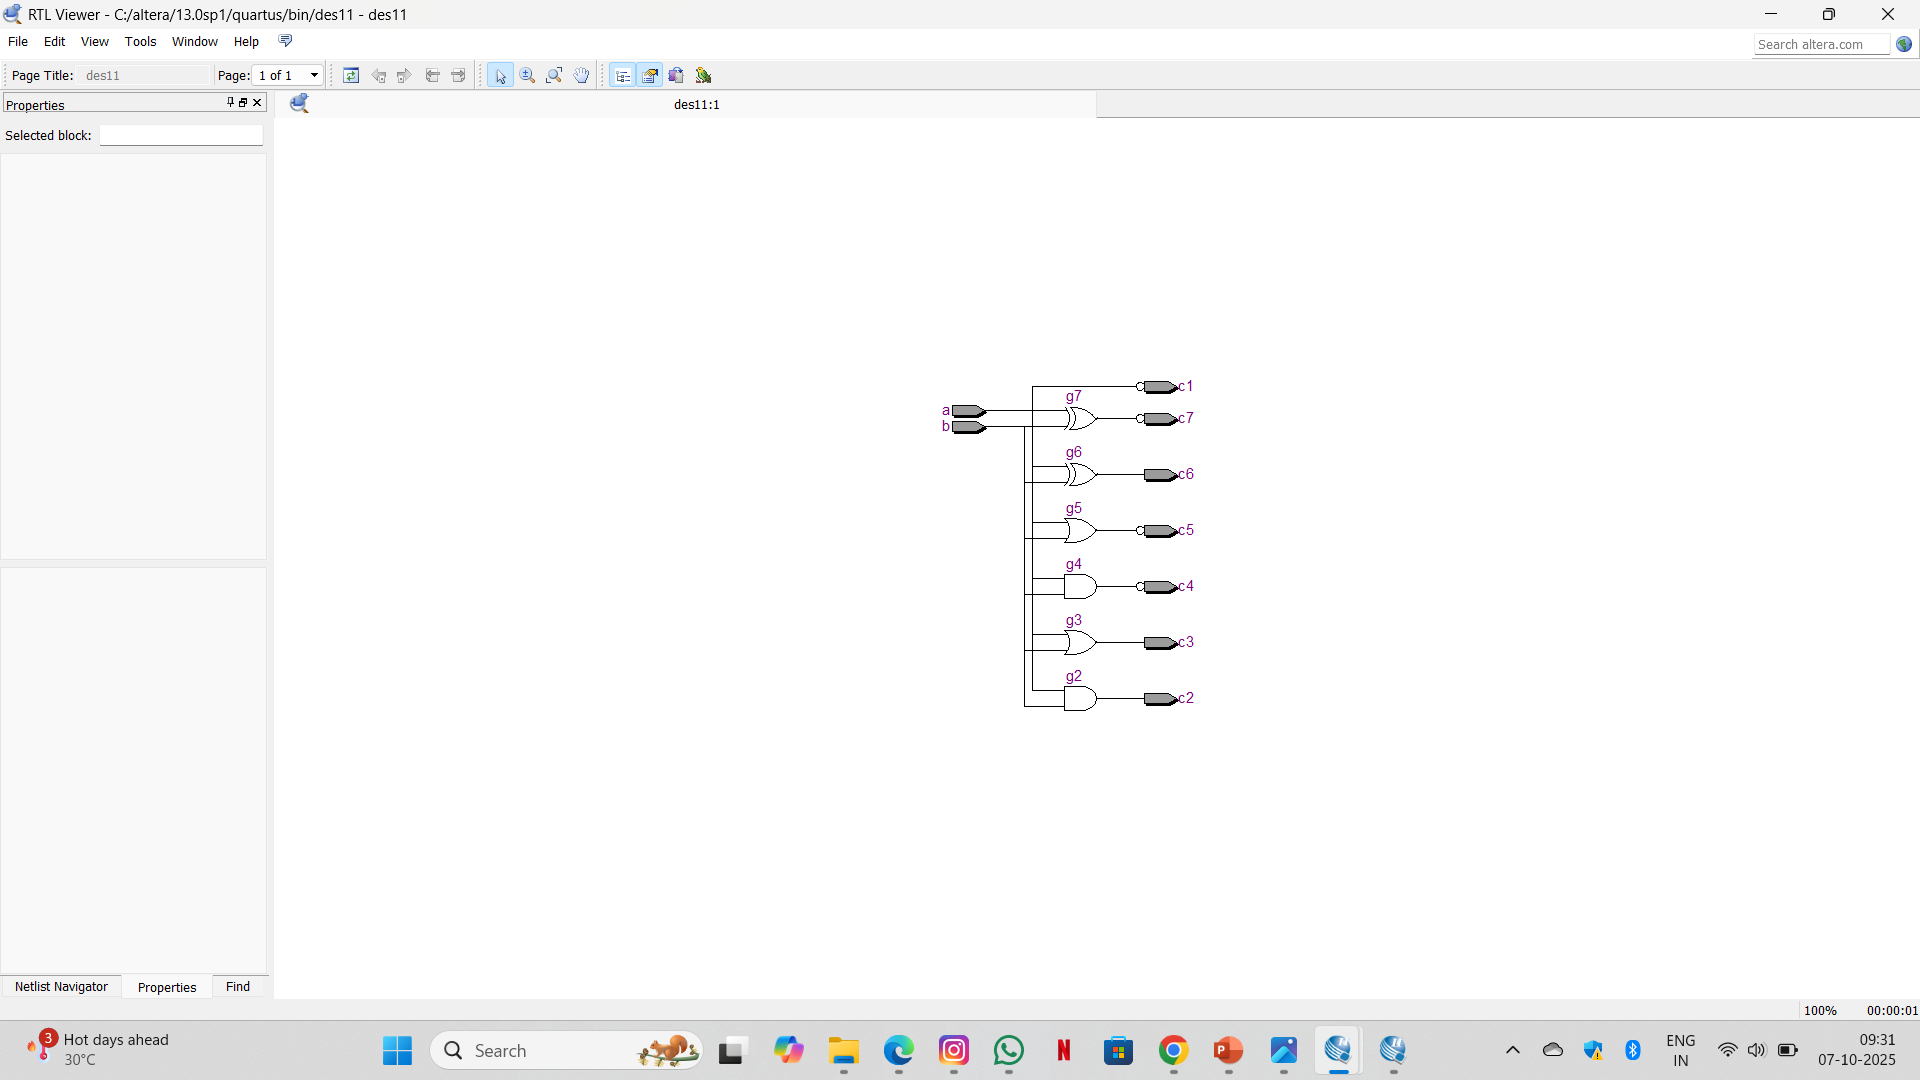 RTL Viewer - C:/altera/13.0sp1/quartus/bin/des11 - des11
File Edit View Tools Window Help
Search altera.com
Page Title: des11 Page: 1 of 1
Properties
des11:1
Selected block:
a
b
c1
g7
c7
g6
c6
g5
c5
g4
c4
g3
c3
g2
c2
Netlist Navigator Properties Find
100% 00:00:01
3
Hot days ahead
30°C
Search
N
P
ENG
IN
09:31
07-10-2025